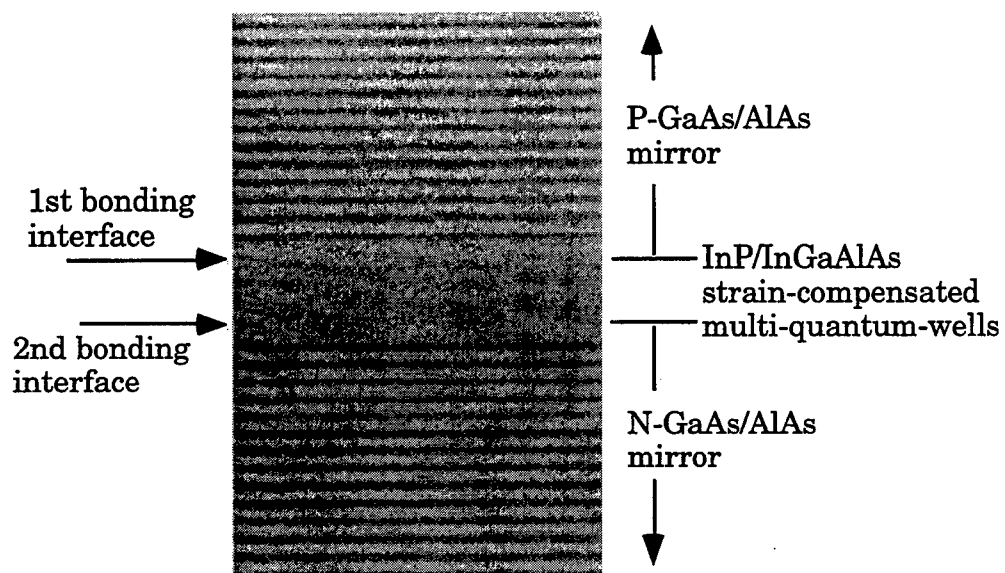 P-GaAs/AlAs
mirror
1st bonding
interface
InP/InGaAlAs
strain-compensated
multi-quantum-wells
2nd bonding
interface
N-GaAs/AlAs
mirror